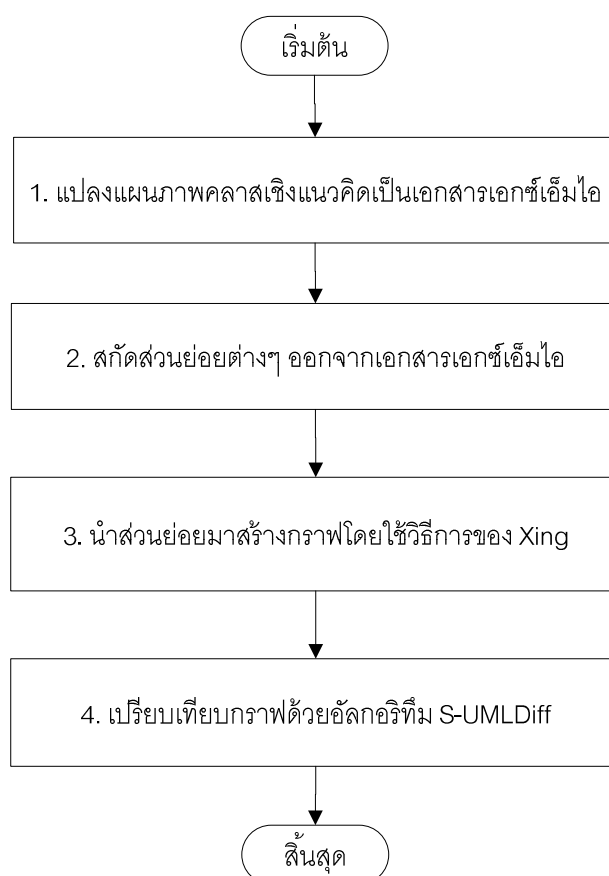 เริ่มต้น
1. แปลงแผนภาพคลาสเชิงแนวคิดเป็นเอกสารเอกซ์เอ็มไอ
2. สกัดส่วนย่อยต่างๆ ออกจากเอกสารเอกซ์เอ็มไอ
3. นำส่วนย่อยมาสร้างกราฟโดยใช้วิธีการของ Xing
4. เปรียบเทียบกราฟด้วยอัลกอริทึม S-UMLDiff
สิ้นสุด